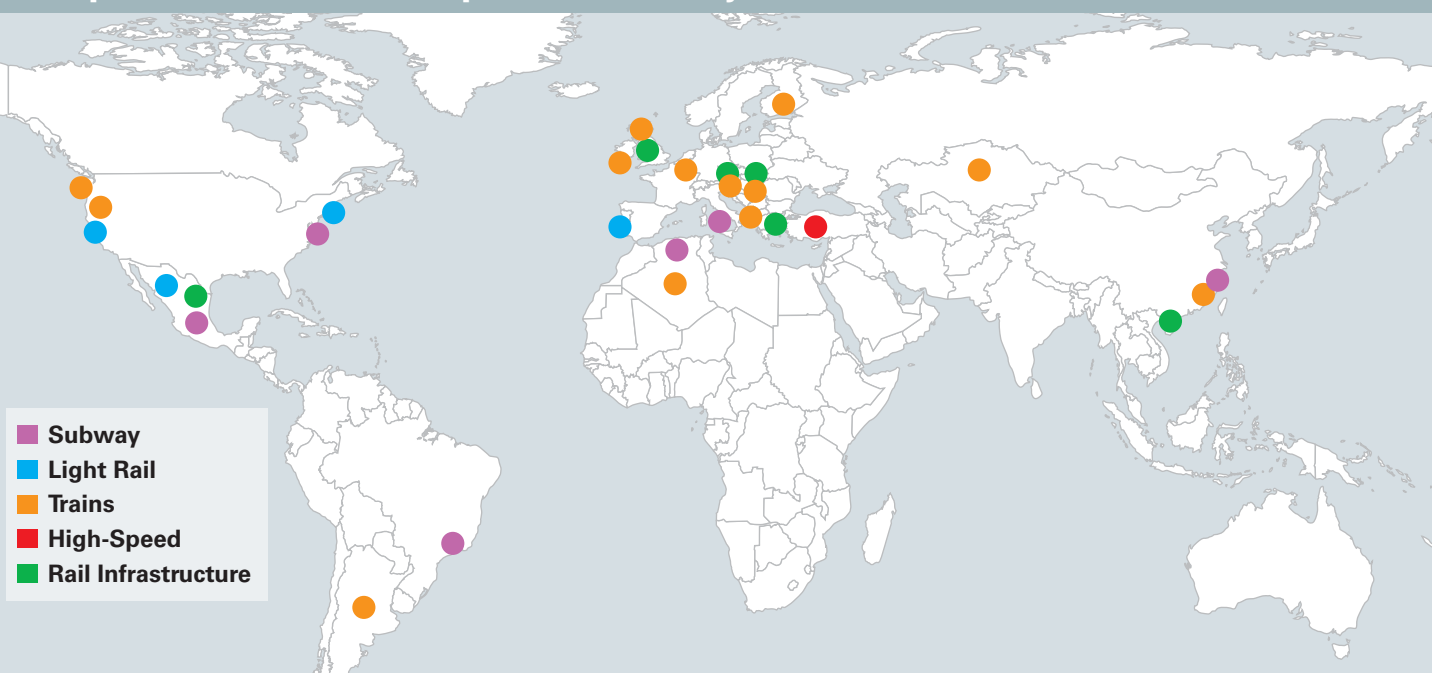 Subway
Light Rail
Trains
High-Speed
Rail Infrastructure